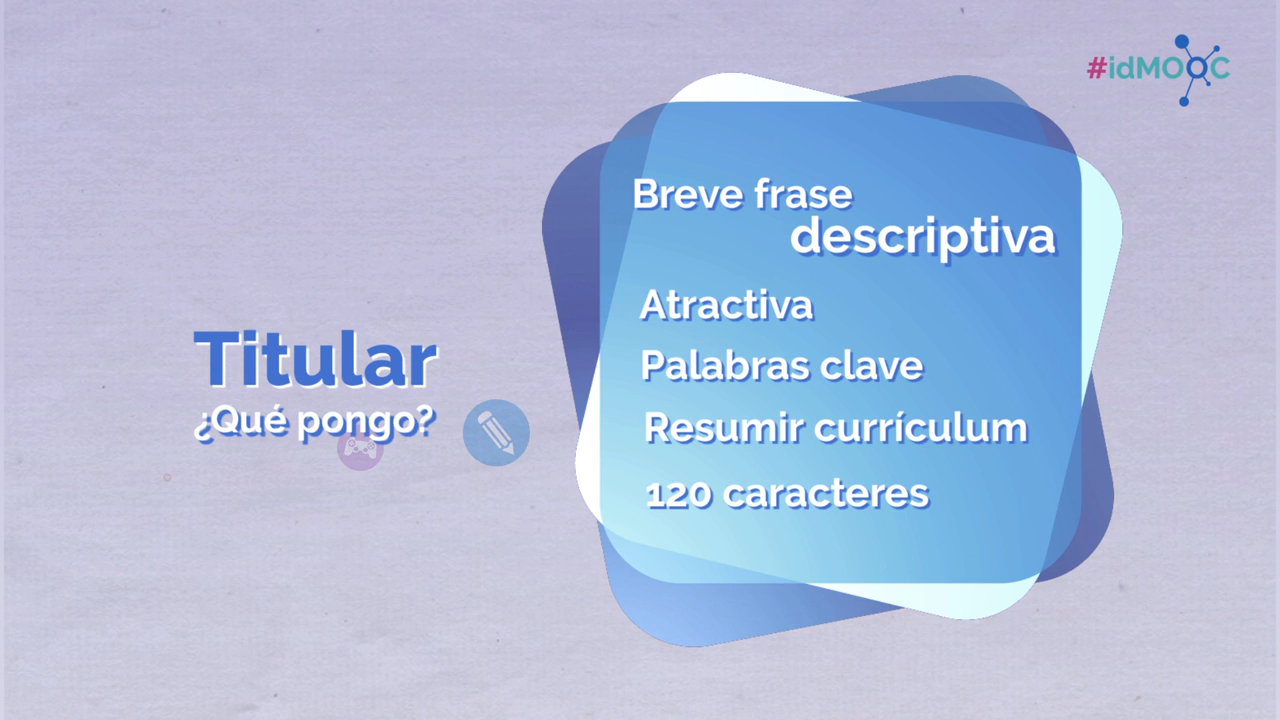 #idMOOC
Titular
¿Qué pongo?
Breve frase
descriptiva
Atractiva
Palabras clave
Resumir currículum
120 caracteres